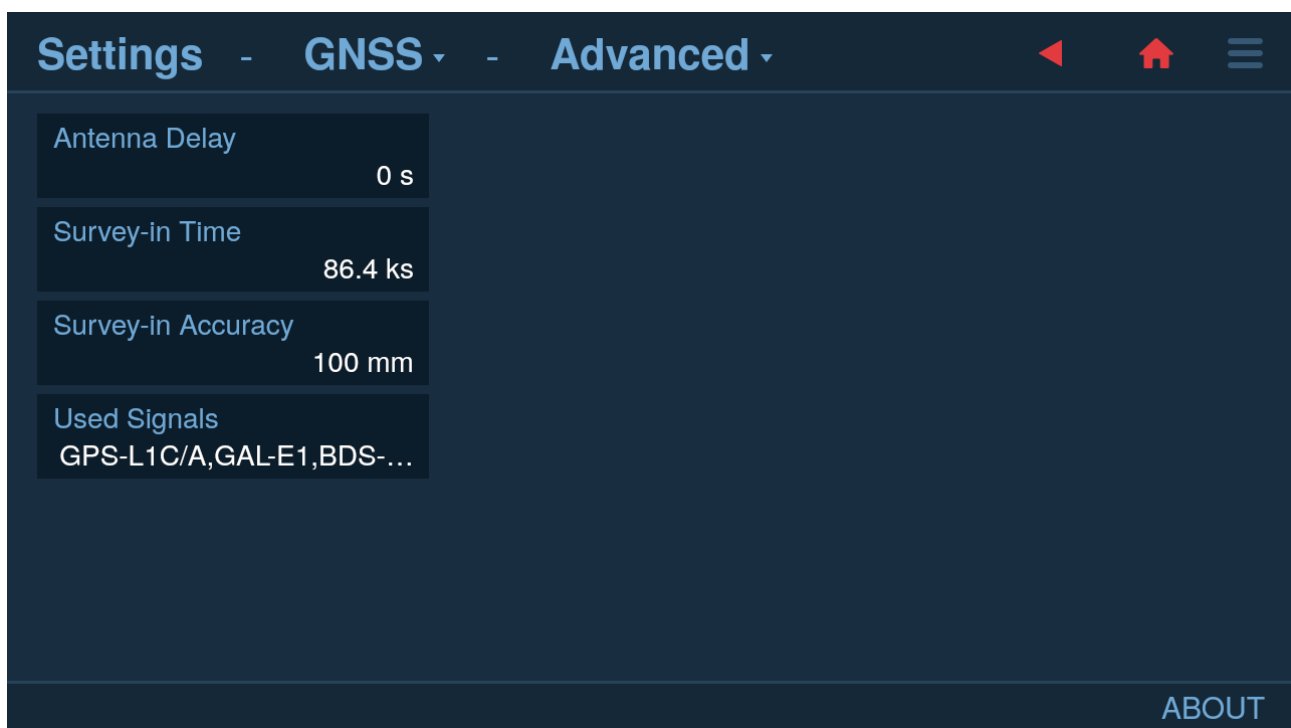 Settings - GNSS - Advanced
Antenna Delay
0 s
Survey-in Time
86.4 ks
Survey-in Accuracy
100 mm
Used Signals
GPS-L1C/A,GAL-E1,BDS-…
ABOUT